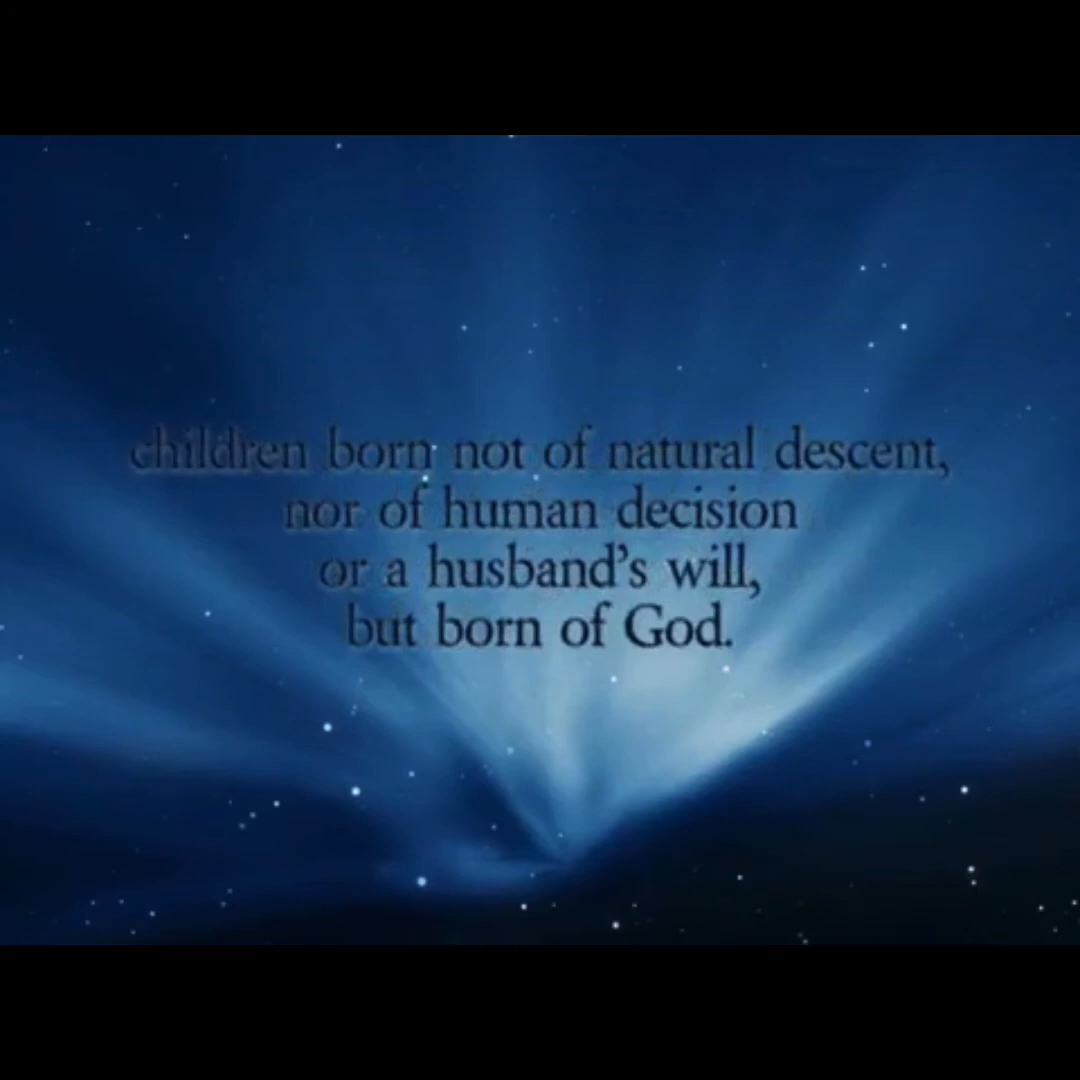 children born not of natural descent,
nor of human decision
or a husband's will,
but born of God.